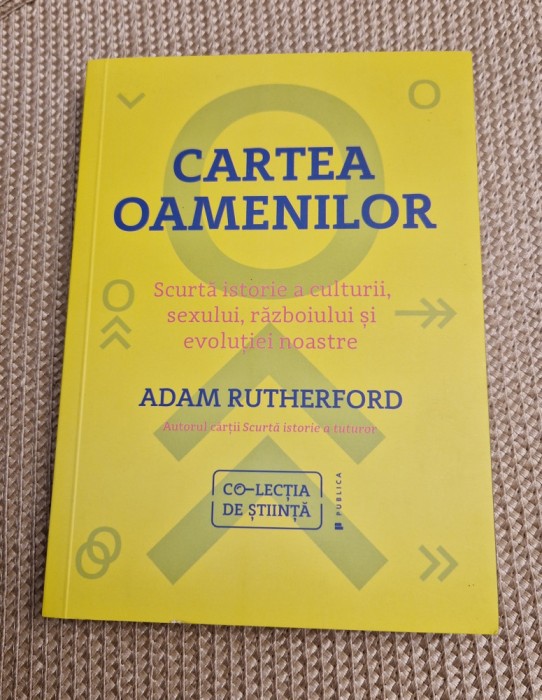 CARTEA
OAMENILOR
Scurtă istorie a culturii,
sexului, războiului și
evoluției noastre
ADAM RUTHERFORD
Autorul cărții Scurtă istorie a tuturor
CO-LECȚIA
DE ȘTIINȚĂ
PUBLICA